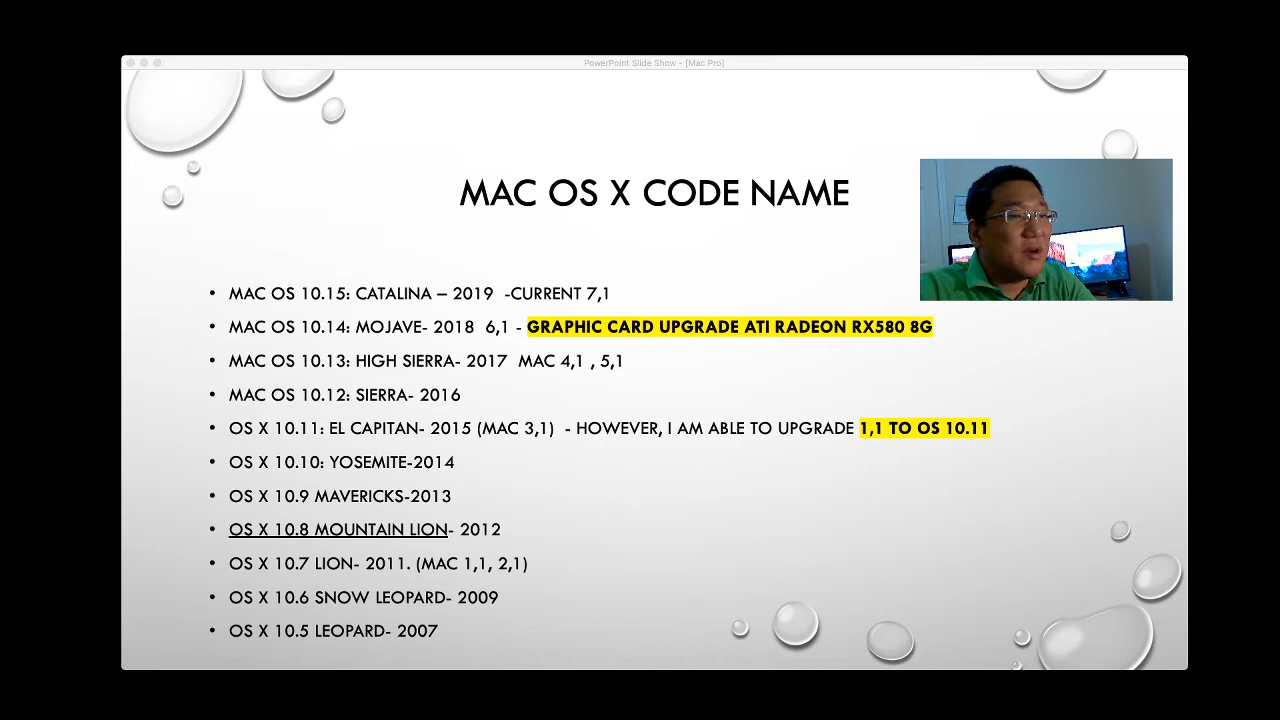 PowerPoint Slide Show - [Mac Pro]
MAC OS X CODE NAME
• MAC OS 10.15: CATALINA – 2019 -CURRENT 7,1
• MAC OS 10.14: MOJAVE- 2018 6,1 - GRAPHIC CARD UPGRADE ATI RADEON RX580 8G
• MAC OS 10.13: HIGH SIERRA- 2017 MAC 4,1 , 5,1
• MAC OS 10.12: SIERRA- 2016
• OS X 10.11: EL CAPITAN- 2015 (MAC 3,1) - HOWEVER, I AM ABLE TO UPGRADE 1,1 TO OS 10.11
• OS X 10.10: YOSEMITE-2014
• OS X 10.9 MAVERICKS-2013
• OS X 10.8 MOUNTAIN LION- 2012
• OS X 10.7 LION- 2011. (MAC 1,1, 2,1)
• OS X 10.6 SNOW LEOPARD- 2009
• OS X 10.5 LEOPARD- 2007